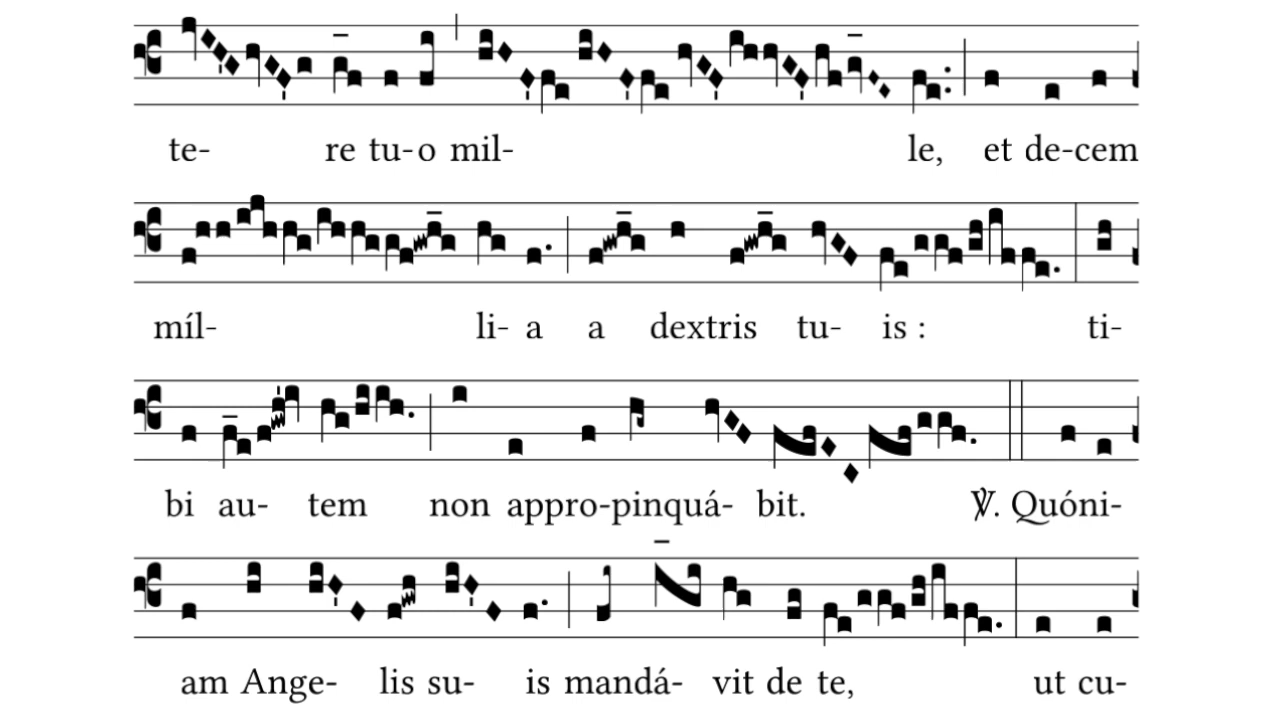 te- re tu-o mil- le, et de-cem
míl- li- a a dextris tu- is :  ti-
bi au- tem non appro-pinquá- bit. ℣. Quóni-
am Ange- lis su- is mandá- vit de te, ut cu-